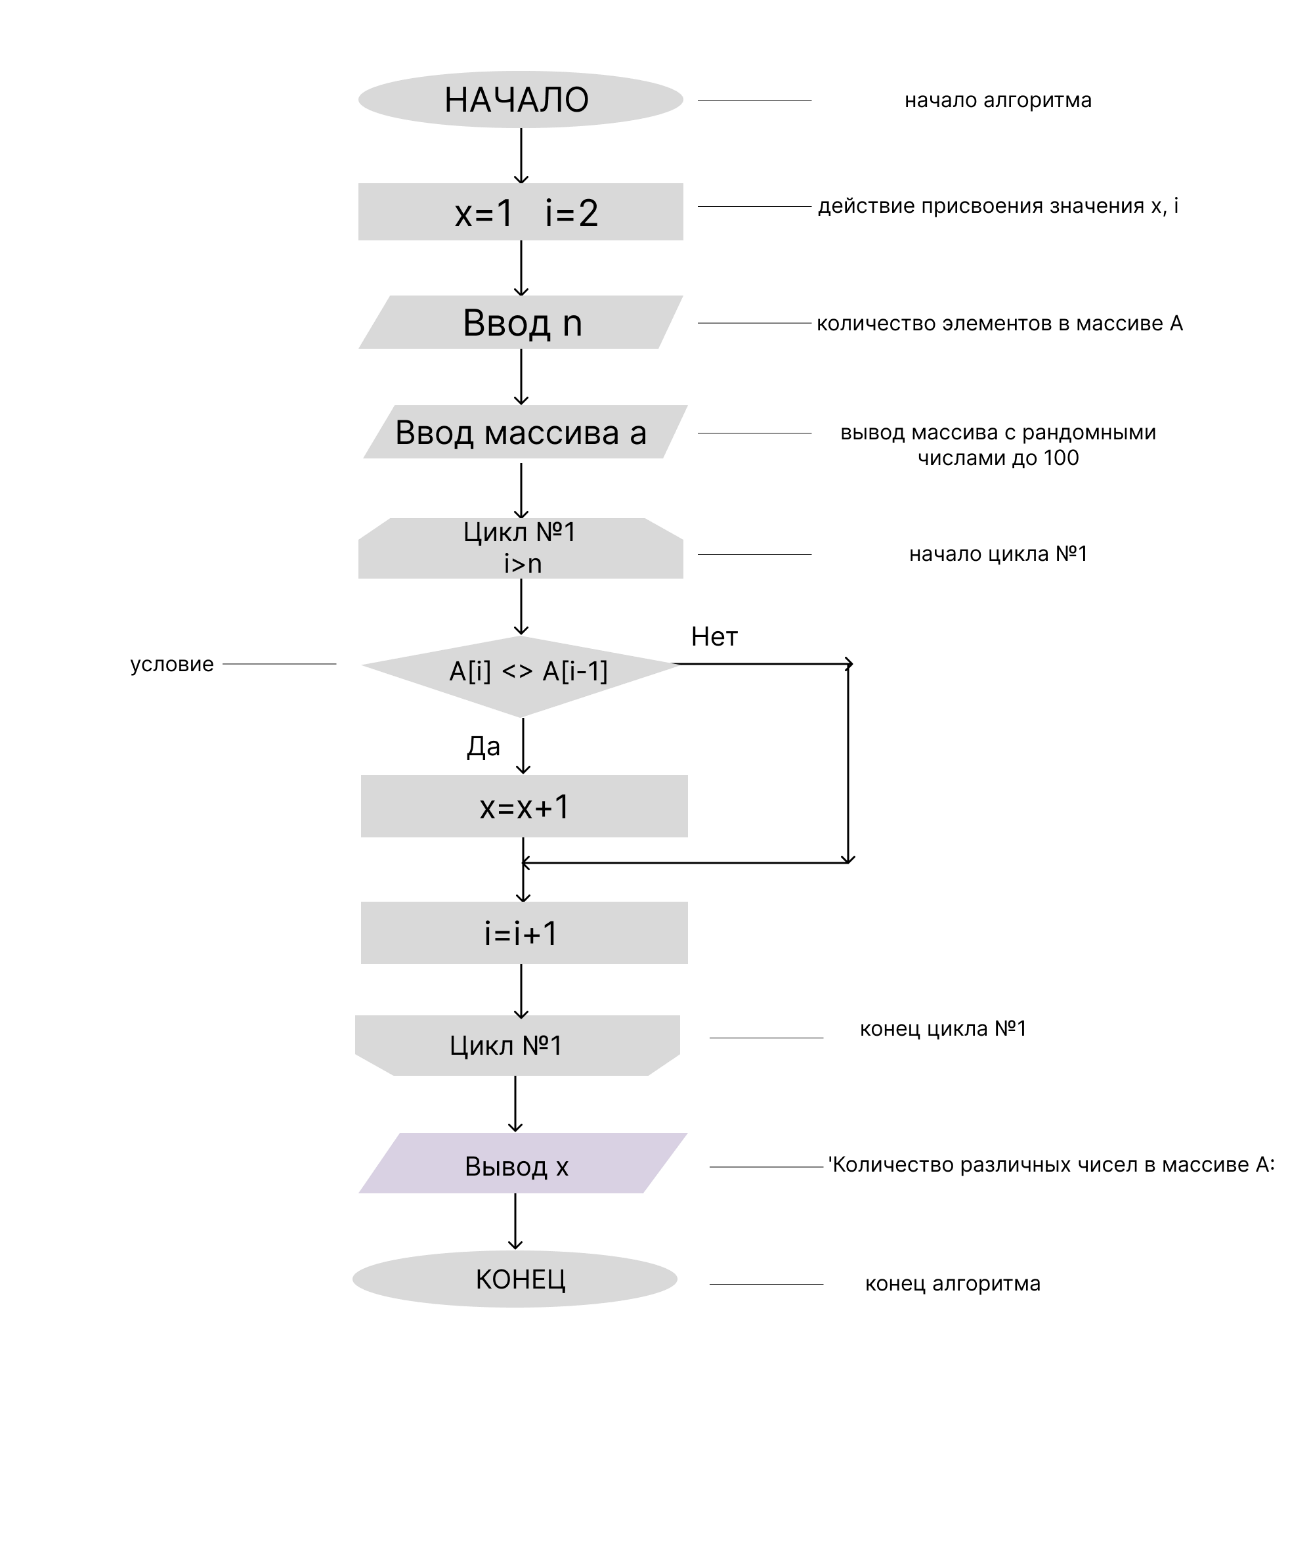 НАЧАЛО
начало алгоритма
x=1 i=2
действие присвоения значения x, i
Ввод n
количество элементов в массиве А
Ввод массива а
вывод массива с рандомными
числами до 100
Цикл №1
i>n
начало цикла №1
Нет
условие
A[i] <> A[i-1]
Да
x=x+1
i=i+1
Цикл №1
конец цикла №1
Вывод x
'Количество различных чисел в массиве А:
КОНЕЦ
конец алгоритма